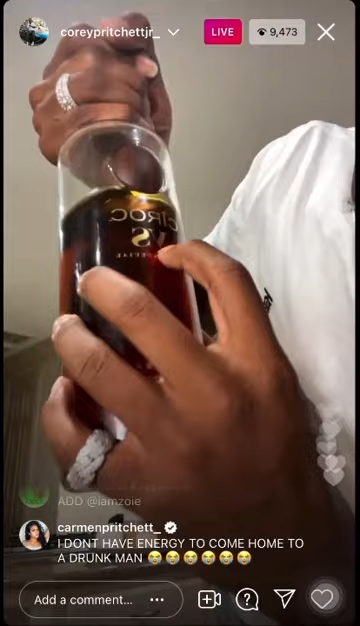 coreypritchettjr_
LIVE
9,473
CIROC
VS
ADD @iamzoie
carmenpritchett_
I DONT HAVE ENERGY TO COME HOME TO
A DRUNK MAN 😭😭😭😭😭😭
Add a comment...